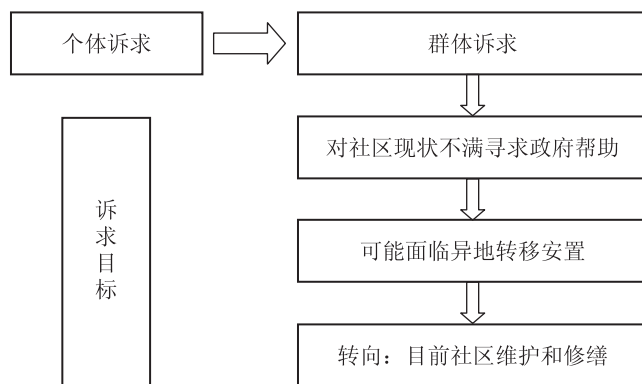 个体诉求
群体诉求
对社区现状不满寻求政府帮助
诉求目标
可能面临异地转移安置
转向：目前社区维护和修缮